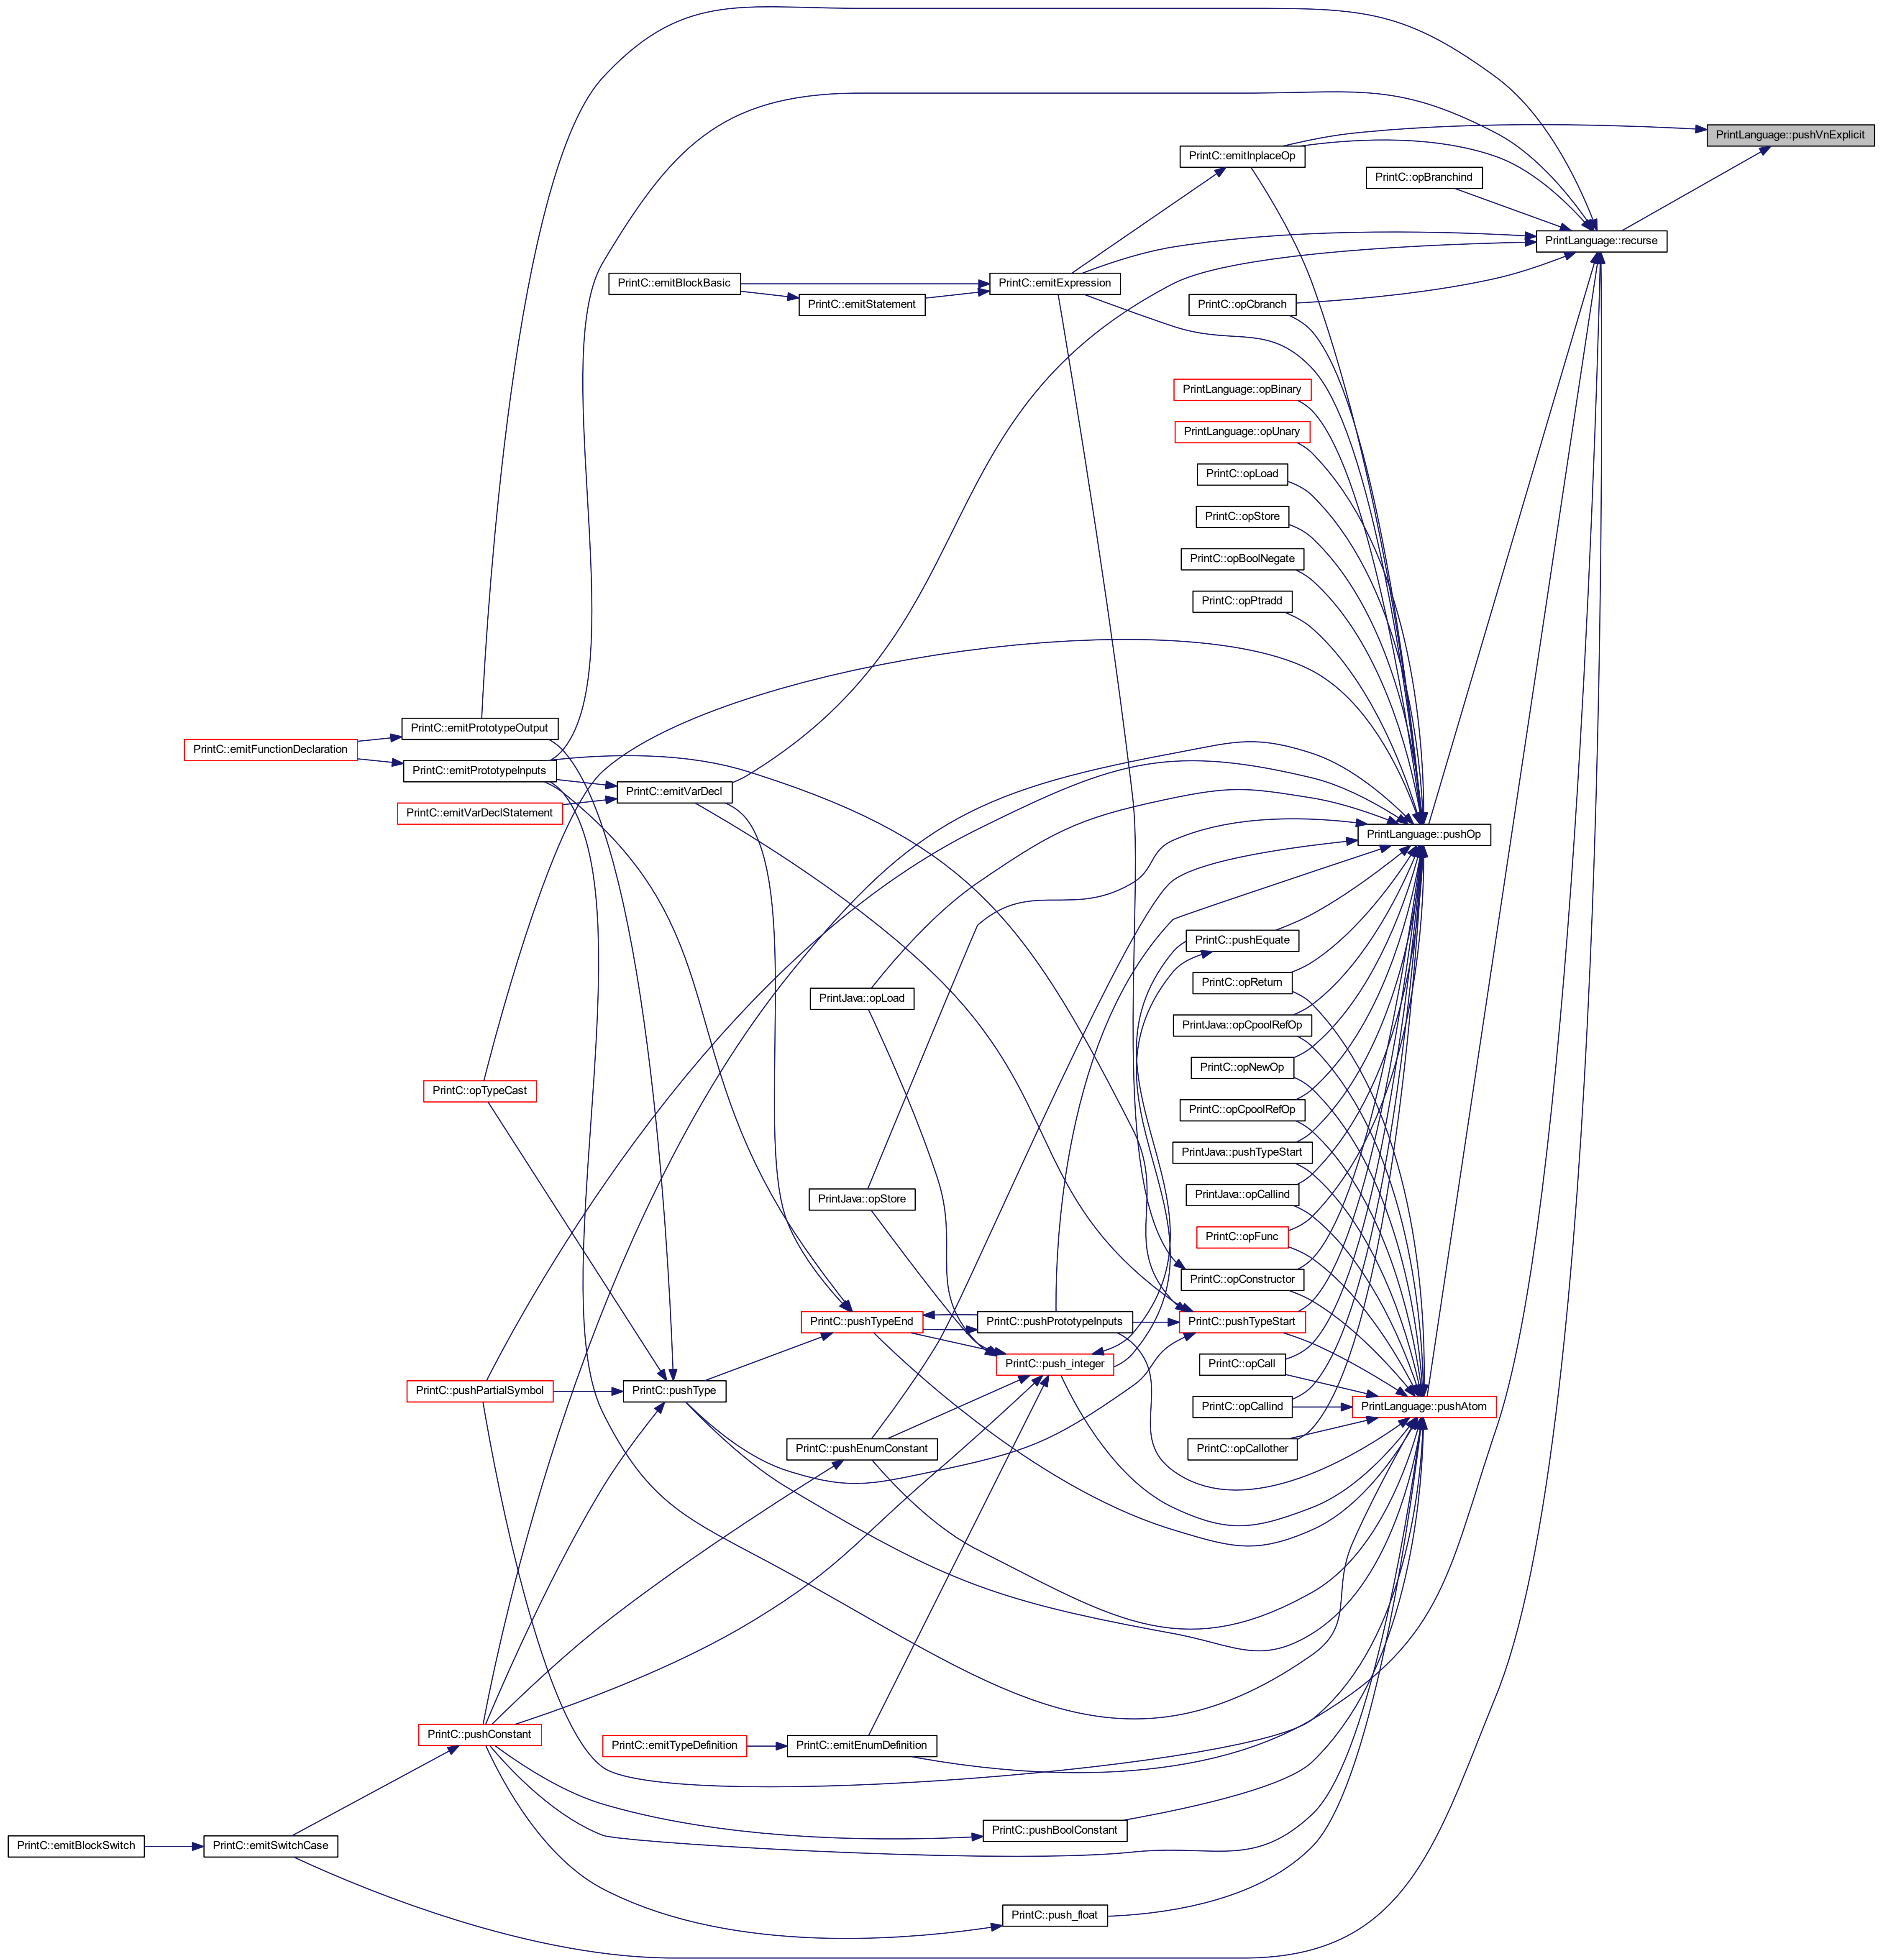 PrintLanguage::pushVnExplicit
PrintC::emitInplaceOp
PrintC::opBranchind
PrintLanguage::recurse
PrintC::emitBlockBasic
PrintC::emitExpression
PrintC::emitStatement
PrintC::opCbranch
PrintLanguage::opBinary
PrintLanguage::opUnary
PrintC::opLoad
PrintC::opStore
PrintC::opBoolNegate
PrintC::opPtradd
PrintC::emitPrototypeOutput
PrintC::emitFunctionDeclaration
PrintC::emitPrototypeInputs
PrintC::emitVarDecl
PrintC::emitVarDeclStatement
PrintLanguage::pushOp
PrintC::pushEquate
PrintC::opReturn
PrintJava::opLoad
PrintJava::opCpoolRefOp
PrintC::opNewOp
PrintC::opTypeCast
PrintC::opCpoolRefOp
PrintJava::pushTypeStart
PrintJava::opStore
PrintJava::opCallind
PrintC::opFunc
PrintC::opConstructor
PrintC::pushTypeEnd
PrintC::pushPrototypeInputs
PrintC::pushTypeStart
PrintC::push_integer
PrintC::opCall
PrintC::pushPartialSymbol
PrintC::pushType
PrintC::opCallind
PrintLanguage::pushAtom
PrintC::pushEnumConstant
PrintC::opCallother
PrintC::pushConstant
PrintC::emitTypeDefinition
PrintC::emitEnumDefinition
PrintC::pushBoolConstant
PrintC::emitBlockSwitch
PrintC::emitSwitchCase
PrintC::push_float